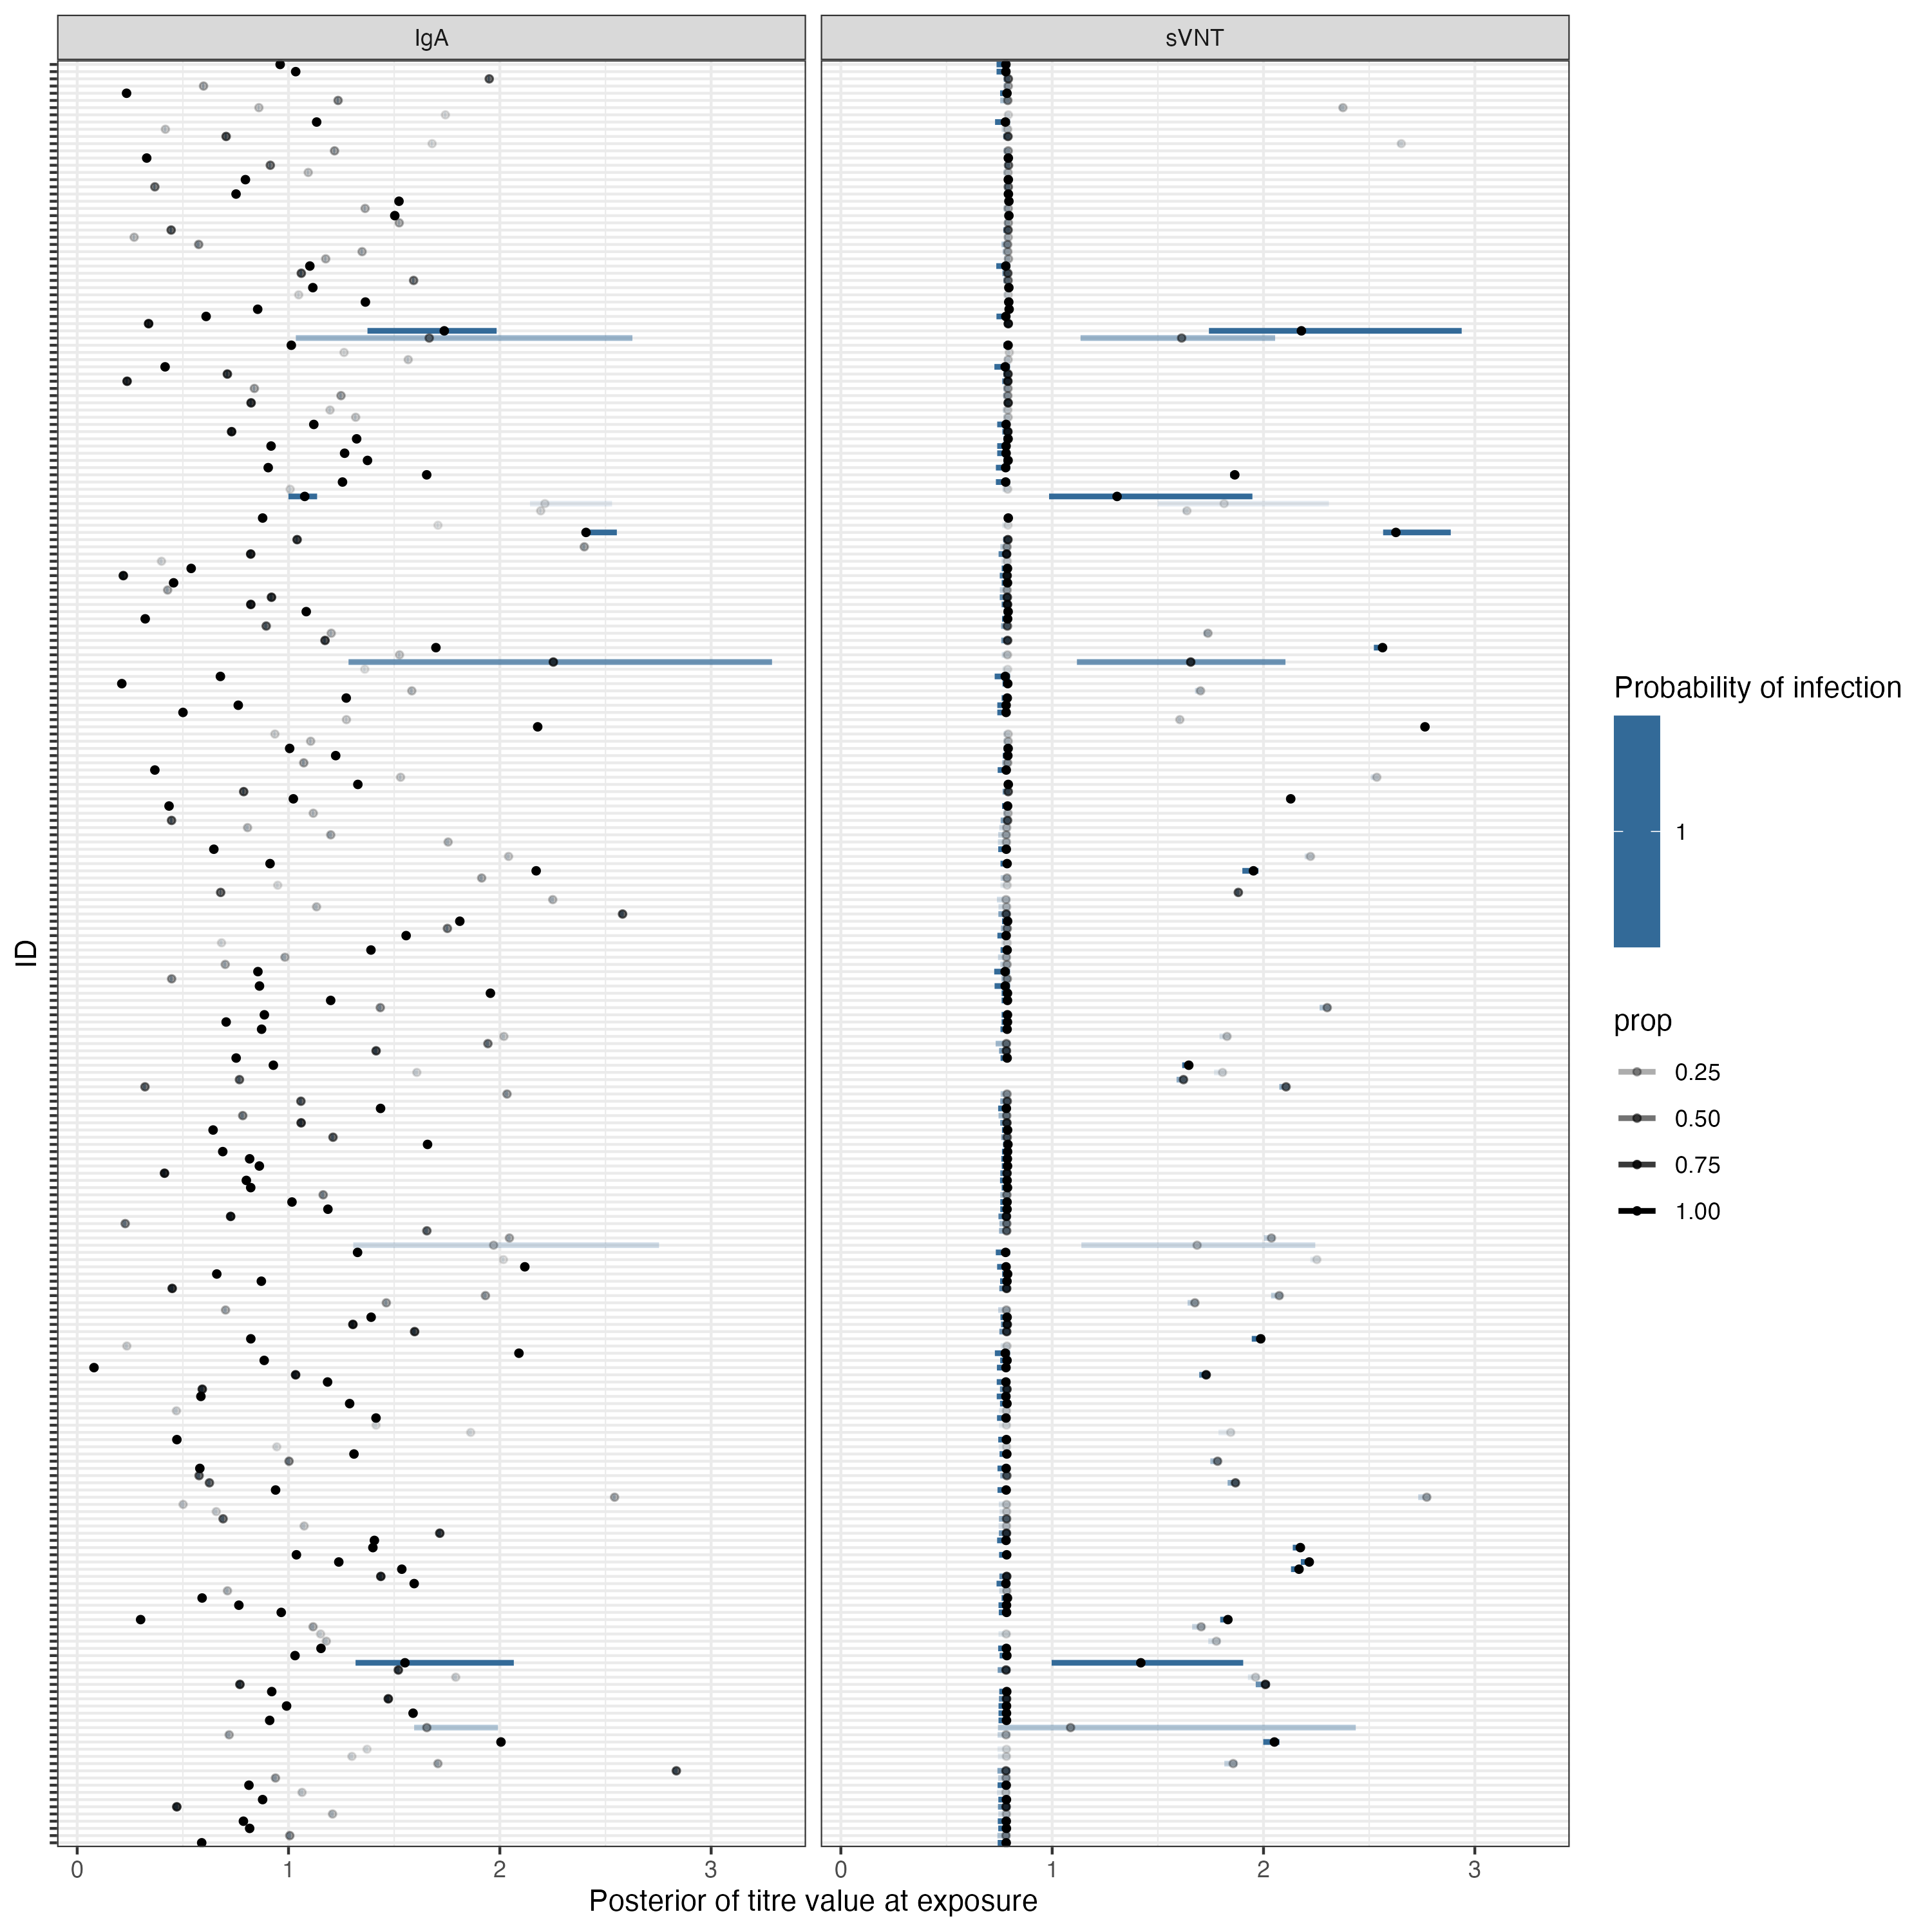 IgA
sVNT
ID
0
1
2
3
0
1
2
3
Posterior of titre value at exposure
Probability of infection
1
prop
0.25
0.50
0.75
1.00